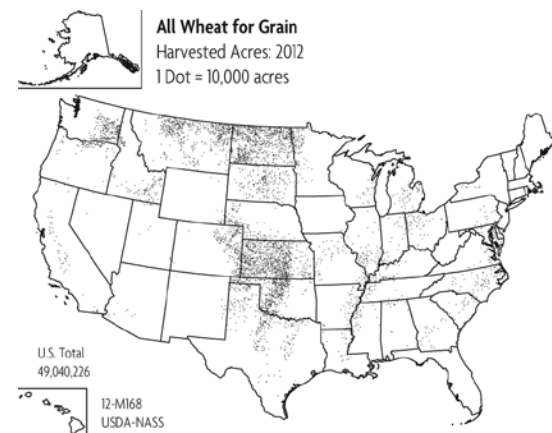 All Wheat for Grain
Harvested Acres: 2012
1 Dot = 10,000 acres
U.S. Total
49,040,226
12-M168
USDA-NASS